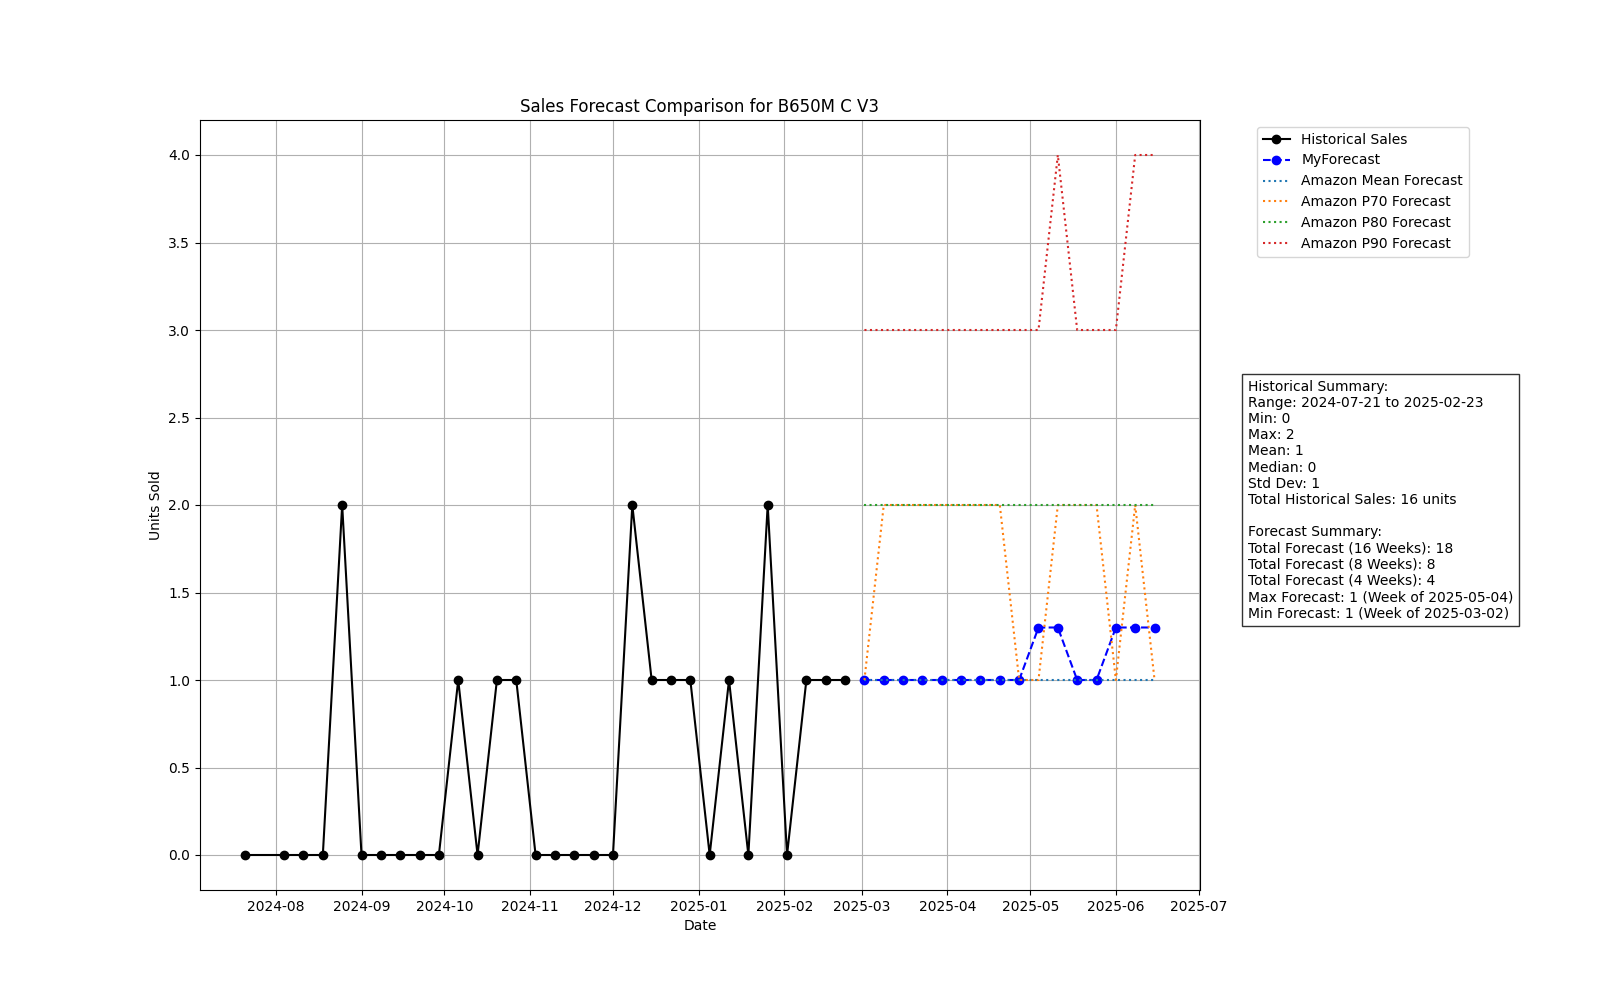 Sales Forecast Comparison for B650M C V3
4.0
3.5
3.0
2.5
2.0
1.5
1.0
0.5
0.0
Units Sold
2024-08 2024-09 2024-10 2024-11 2024-12 2025-01 2025-02 2025-03 2025-04 2025-05 2025-06 2025-07
Date
Historical Sales
MyForecast
Amazon Mean Forecast
Amazon P70 Forecast
Amazon P80 Forecast
Amazon P90 Forecast
Historical Summary:
Range: 2024-07-21 to 2025-02-23
Min: 0
Max: 2
Mean: 1
Median: 0
Std Dev: 1
Total Historical Sales: 16 units
Forecast Summary:
Total Forecast (16 Weeks): 18
Total Forecast (8 Weeks): 8
Total Forecast (4 Weeks): 4
Max Forecast: 1 (Week of 2025-05-04)
Min Forecast: 1 (Week of 2025-03-02)